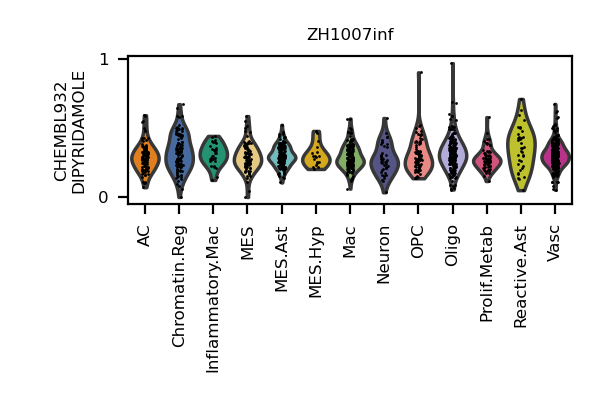 ZH1007inf
CHEMBL932
DIPYRIDAMOLE
1
0
AC
Chromatin.Reg
Inflammatory.Mac
MES
MES.Ast
MES.Hyp
Mac
Neuron
OPC
Oligo
Prolif.Metab
Reactive.Ast
Vasc